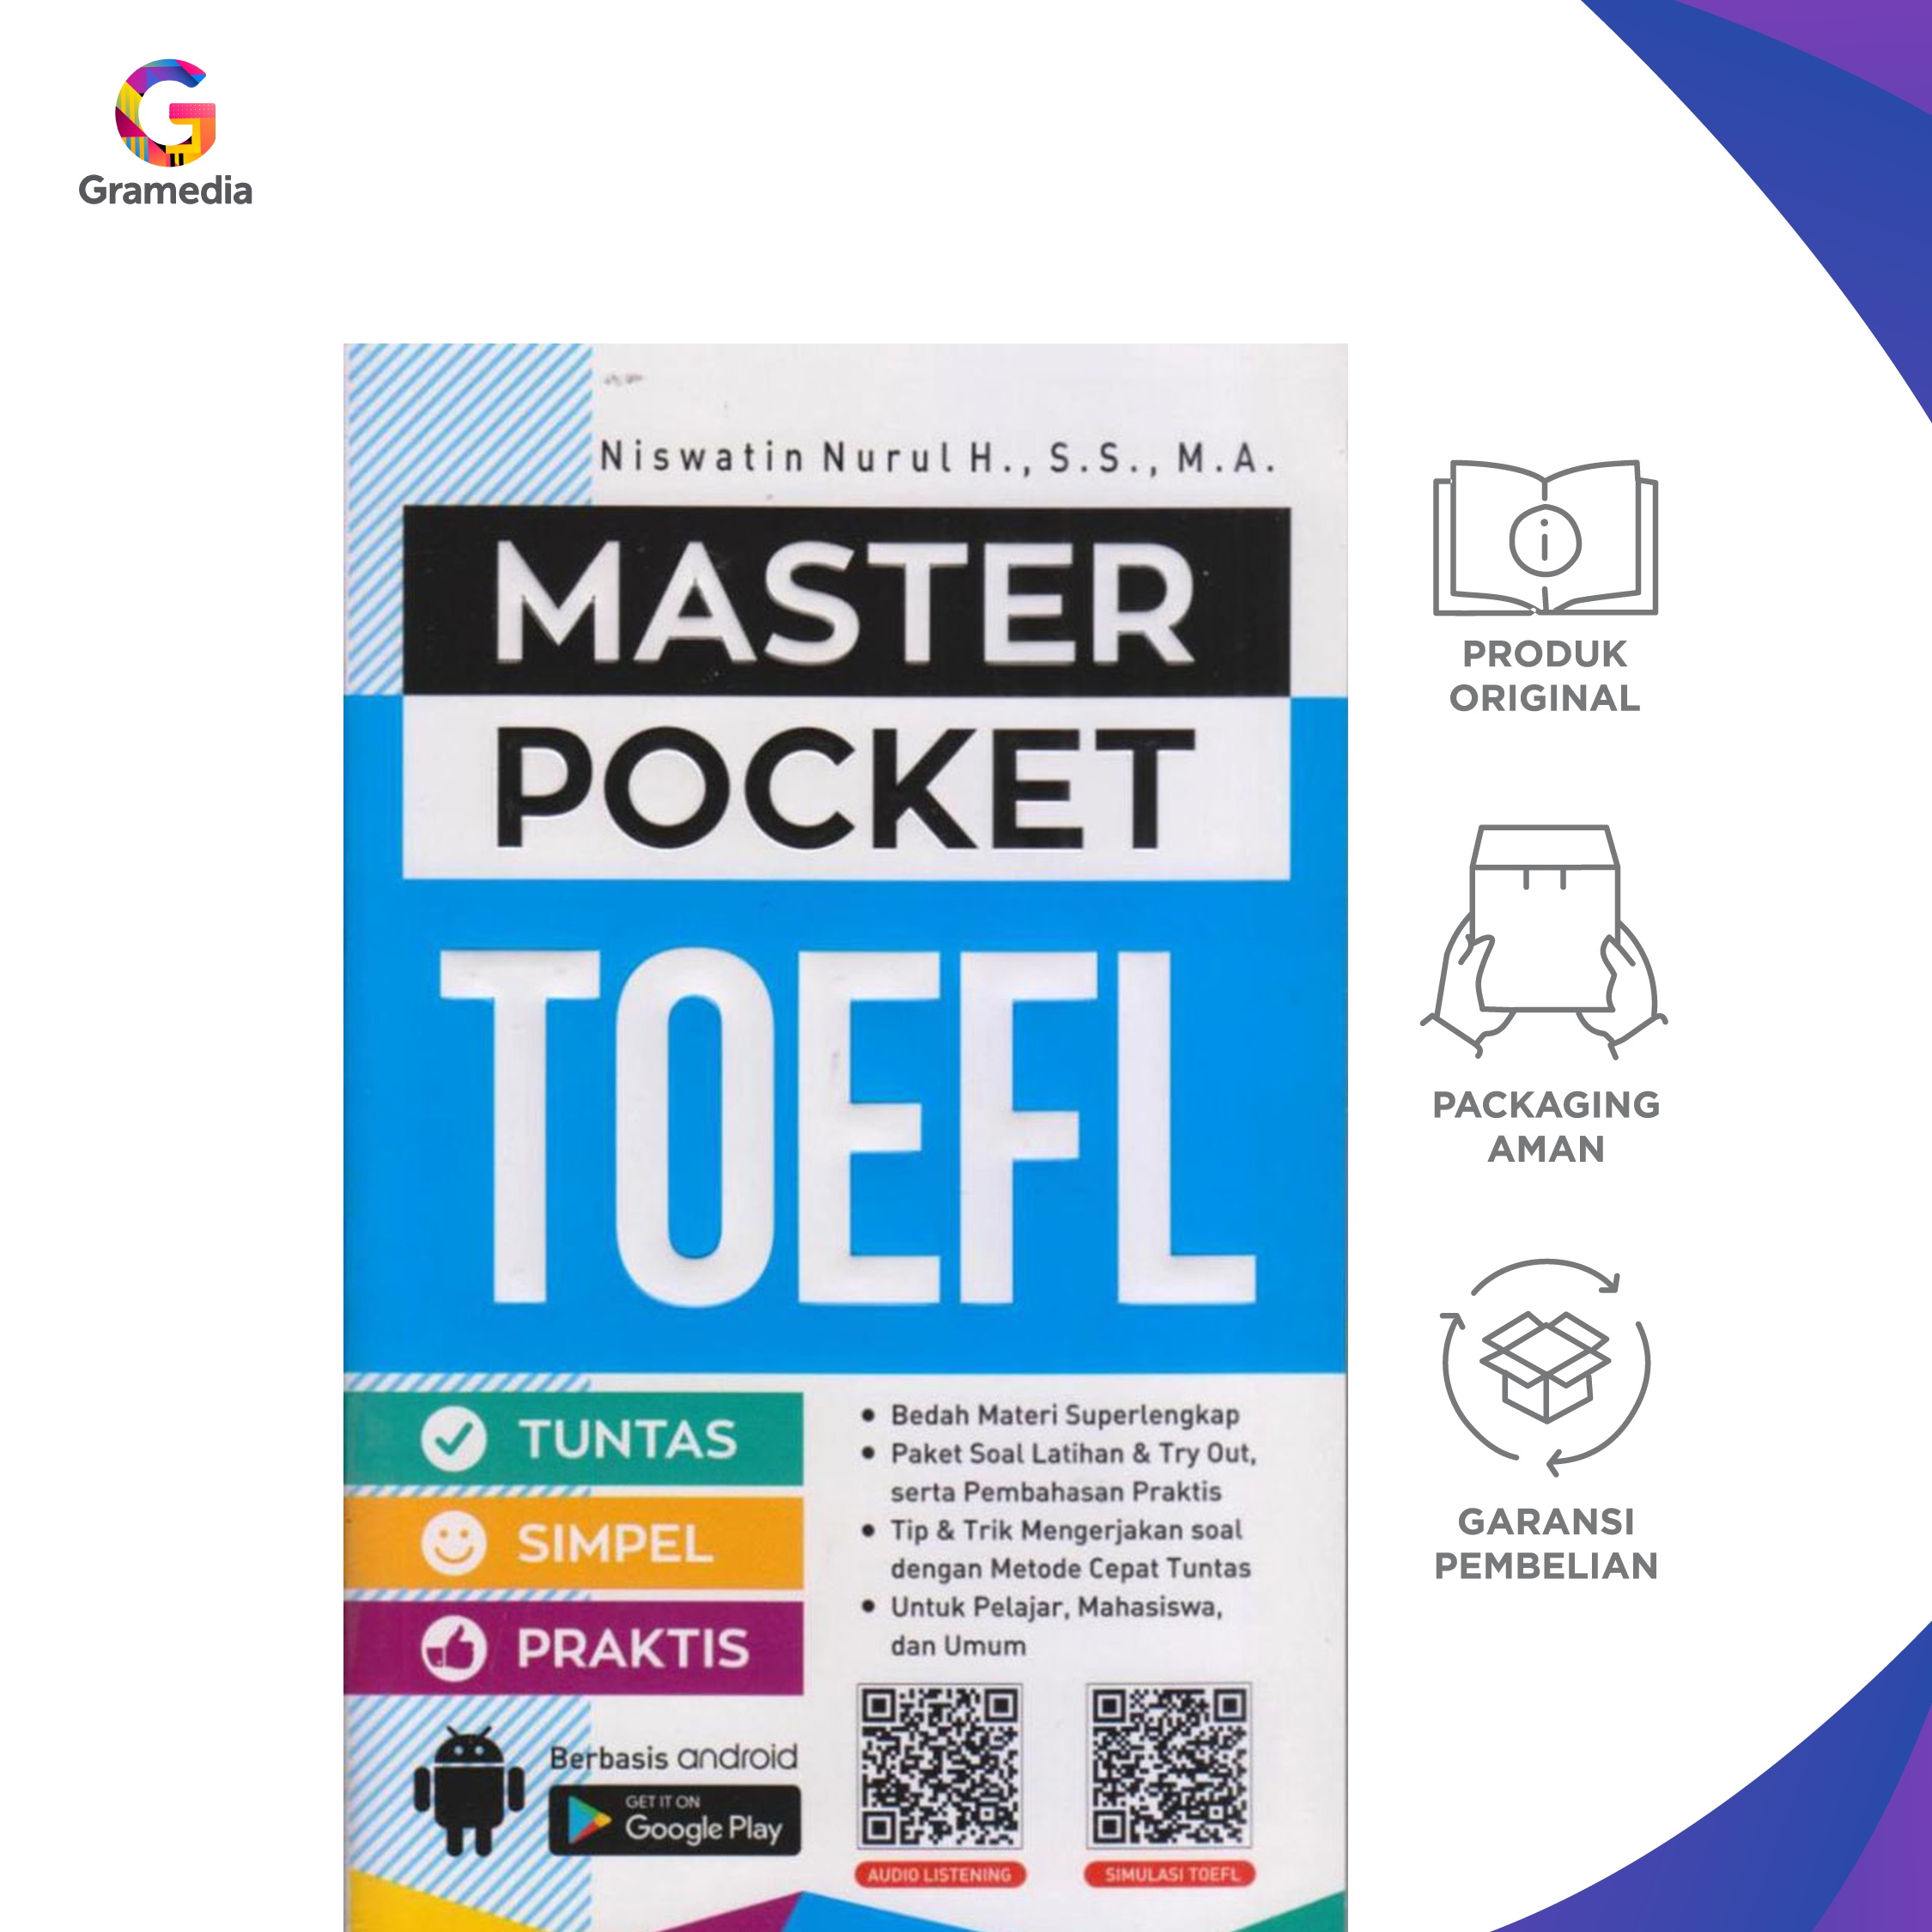 Gramedia
Niswatin Nurul H., S.S., M.A.
MASTER
POCKET
TOEFL
TUNTAS
SIMPEL
PRAKTIS
• Bedah Materi Superlengkap
• Paket Soal Latihan & Try Out,
serta Pembahasan Praktis
• Tip & Trik Mengerjakan soal
dengan Metode Cepat Tuntas
• Untuk Pelajar, Mahasiswa,
dan Umum
Berbasis android
GET IT ON
Google Play
AUDIO LISTENING
SIMULASI TOEFL
PRODUK
ORIGINAL
PACKAGING
AMAN
GARANSI
PEMBELIAN